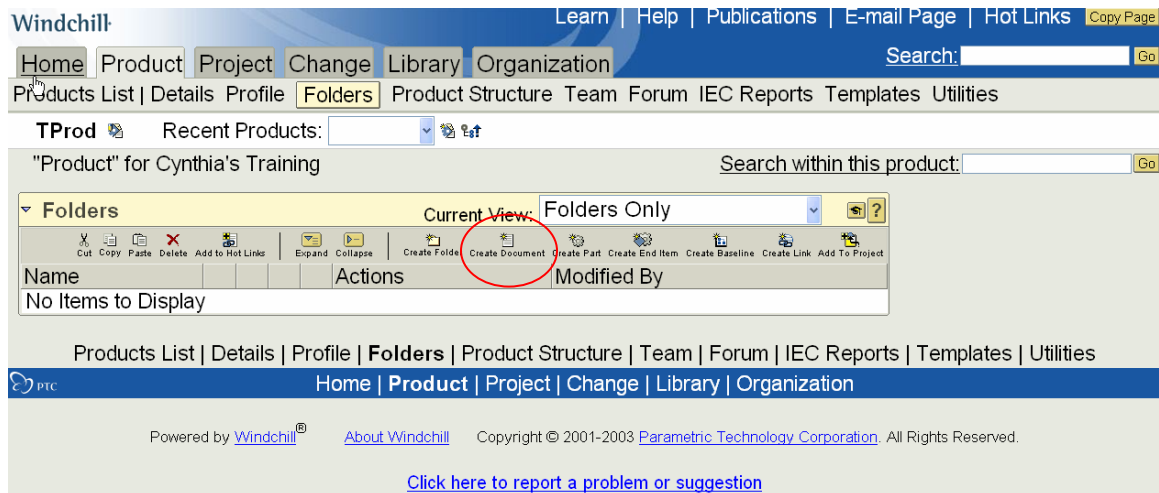 Windchill
Learn | Help | Publications | E-mail Page | Hot Links Copy Page
Home Product Project Change Library Organization Search: Go
Products List | Details Profile Folders Product Structure Team Forum IEC Reports Templates Utilities
TProd Recent Products:
"Product" for Cynthia's Training Search within this product: Go
Folders Current View: Folders Only ?
Cut Copy Paste Delete Add to Hot Links Expand Collapse Create Folder Create Document Create Part Create End Item Create Baseline Create Link Add To Project
Name Actions Modified By
No Items to Display
Products List | Details | Profile | Folders | Product Structure | Team | Forum | IEC Reports | Templates | Utilities
PTC Home | Product | Project | Change | Library | Organization
Powered by Windchill® About Windchill Copyright © 2001-2003 Parametric Technology Corporation. All Rights Reserved.
Click here to report a problem or suggestion